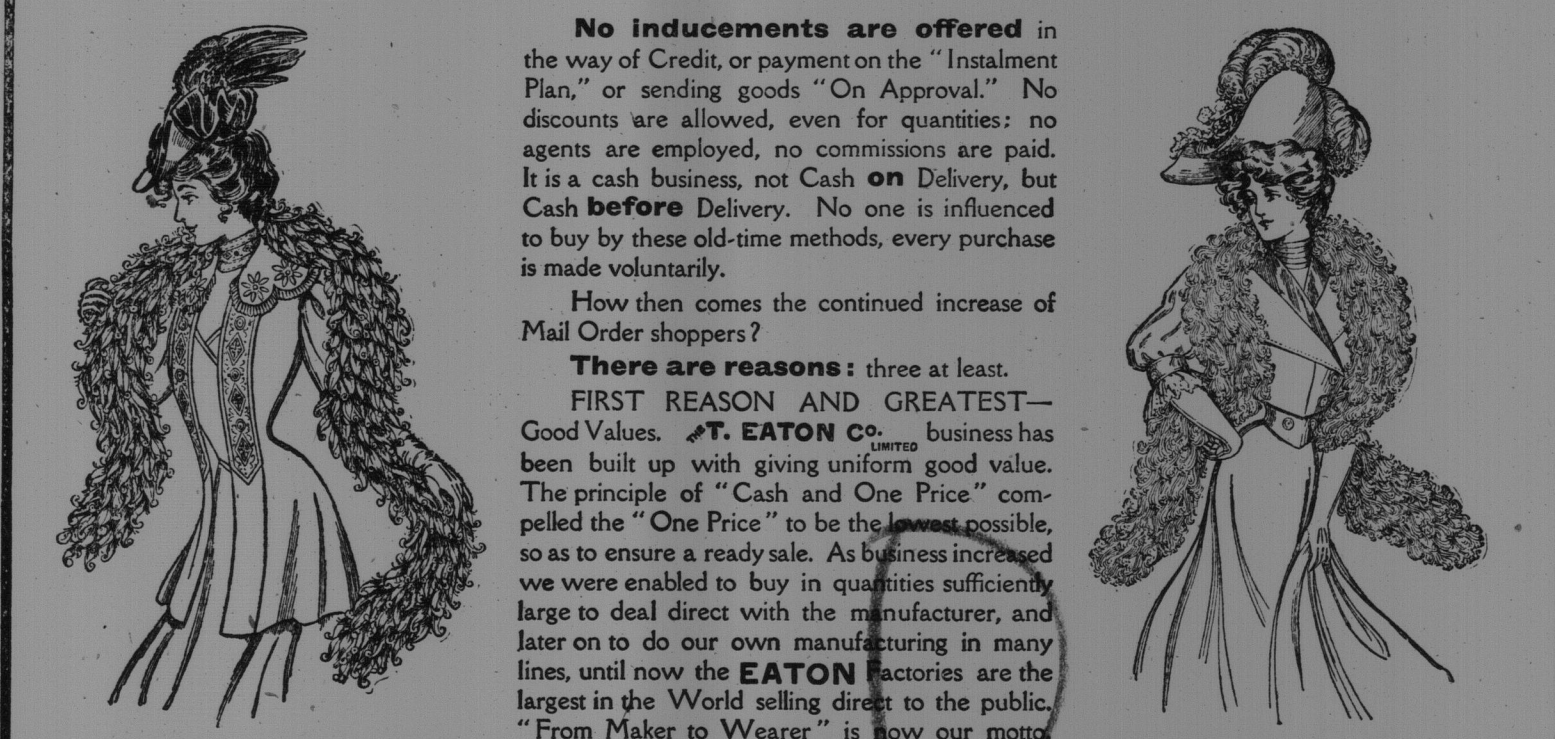 No inducements are offered in
the way of Credit, or payment on the “Instalment
Plan,” or sending goods “On Approval.” No
discounts are allowed, even for quantities; no
agents are employed, no commissions are paid.
It is a cash business, not Cash on Delivery, but
Cash before Delivery. No one is influenced
to buy by these old-time methods, every purchase
is made voluntarily.
How then comes the continued increase of
Mail Order shoppers?
There are reasons: three at least.
FIRST REASON AND GREATEST—
Good Values. THE T. EATON CO. LIMITED business has
been built up with giving uniform good value.
The principle of “Cash and One Price” com-
pelled the “One Price” to be the lowest possible,
so as to ensure a ready sale. As business increased
we were enabled to buy in quantities sufficiently
large to deal direct with the manufacturer, and
later on to do our own manufacturing in many
lines, until now the EATON Factories are the
largest in the World selling direct to the public.
“From Maker to Wearer” is now our motto.